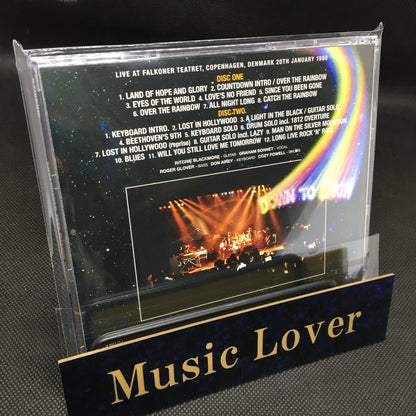 LIVE AT FALKONER TEATRET, COPENHAGEN, DENMARK 20TH JANUARY 1980
DISC ONE
1. LAND OF HOPE AND GLORY 2. COUNTDOWN INTRO / OVER THE RAINBOW
3. EYES OF THE WORLD 4. LOVE'S NO FRIEND 5. SINCE YOU BEEN GONE
6. OVER THE RAINBOW 7. ALL NIGHT LONG 8. CATCH THE RAINBOW
DISC-TWO.
1. KEYBOARD INTRO. 2. LOST IN HOLLYWOOD 3. A LIGHT IN THE BLACK / GUITAR SOLO
4. BEETHOVEN'S 9TH 5. KEYBOARD SOLO 6. DRUM SOLO incl. 1812 OVERTURE
7. LOST IN HOLLYWOOD (reprise) 8. GUITAR SOLO incl. LAZY 9. MAN ON THE SILVER MOUNTAIN
10. BLUES 11. WILL YOU STILL LOVE ME TOMORROW 12. LONG LIVE ROCK 'N' ROLL
RITCHIE BLACKMORE - GUITAR GRAHAM BONNET - VOCAL
ROGER GLOVER - BASS DON AIREY - KEYBOARD COZY POWELL - DRUMS
DOWN TO EARTH
Music Lover